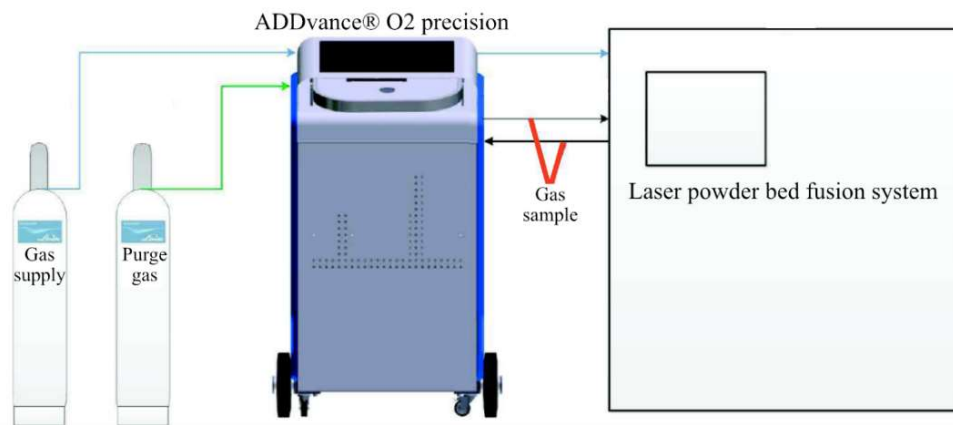 ADDvance® O2 precision
Gas
supply
Purge
gas
Gas
sample
Laser powder bed fusion system